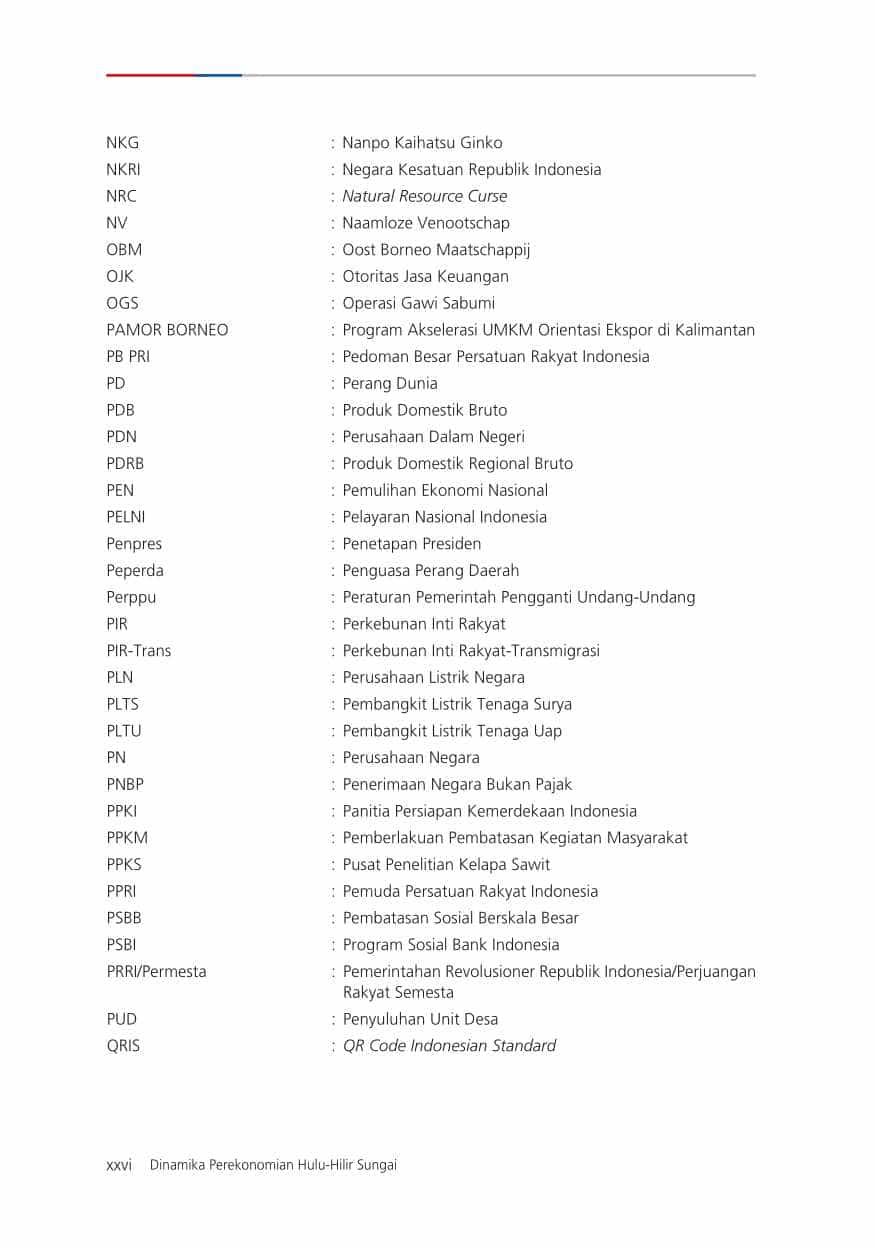 NKG : Nanpo Kaihatsu Ginko
NKRI : Negara Kesatuan Republik Indonesia
NRC : Natural Resource Curse
NV : Naamloze Venootschap
OBM : Oost Borneo Maatschappij
OJK : Otoritas Jasa Keuangan
OGS : Operasi Gawi Sabumi
PAMOR BORNEO : Program Akselerasi UMKM Orientasi Ekspor di Kalimantan
PB PRI : Pedoman Besar Persatuan Rakyat Indonesia
PD : Perang Dunia
PDB : Produk Domestik Bruto
PDN : Perusahaan Dalam Negeri
PDRB : Produk Domestik Regional Bruto
PEN : Pemulihan Ekonomi Nasional
PELNI : Pelayaran Nasional Indonesia
Penpres : Penetapan Presiden
Peperda : Penguasa Perang Daerah
Perppu : Peraturan Pemerintah Pengganti Undang-Undang
PIR : Perkebunan Inti Rakyat
PIR-Trans : Perkebunan Inti Rakyat-Transmigrasi
PLN : Perusahaan Listrik Negara
PLTS : Pembangkit Listrik Tenaga Surya
PLTU : Pembangkit Listrik Tenaga Uap
PN : Perusahaan Negara
PNBP : Penerimaan Negara Bukan Pajak
PPKI : Panitia Persiapan Kemerdekaan Indonesia
PPKM : Pemberlakuan Pembatasan Kegiatan Masyarakat
PPKS : Pusat Penelitian Kelapa Sawit
PPRI : Pemuda Persatuan Rakyat Indonesia
PSBB : Pembatasan Sosial Berskala Besar
PSBI : Program Sosial Bank Indonesia
PRRI/Permesta : Pemerintahan Revolusioner Republik Indonesia/Perjuangan
Rakyat Semesta
PUD : Penyuluhan Unit Desa
QRIS : QR Code Indonesian Standard
xxvi Dinamika Perekonomian Hulu-Hilir Sungai